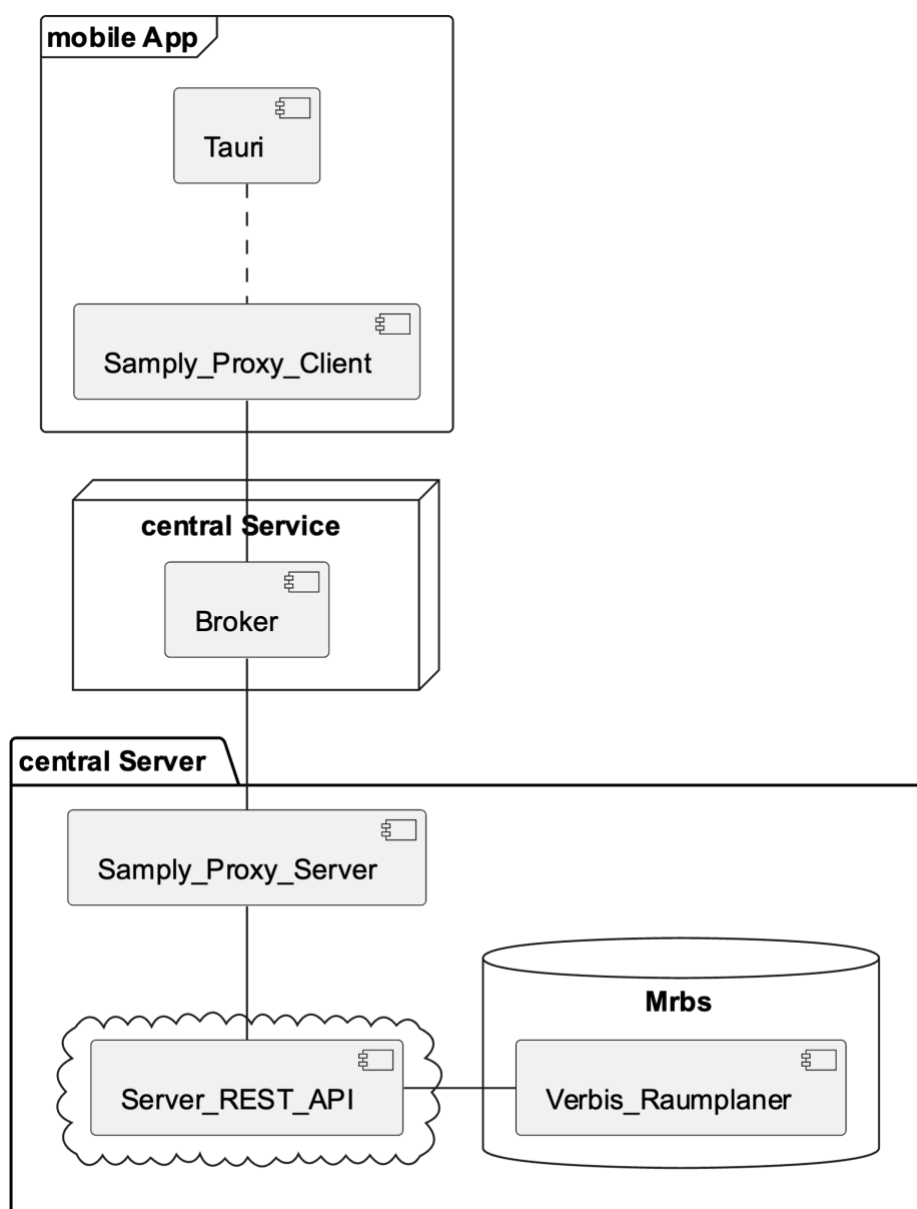 mobile App
Tauri
Samply_Proxy_Client
central Service
Broker
central Server
Samply_Proxy_Server
Mrbs
Server_REST_API
Verbis_Raumplaner